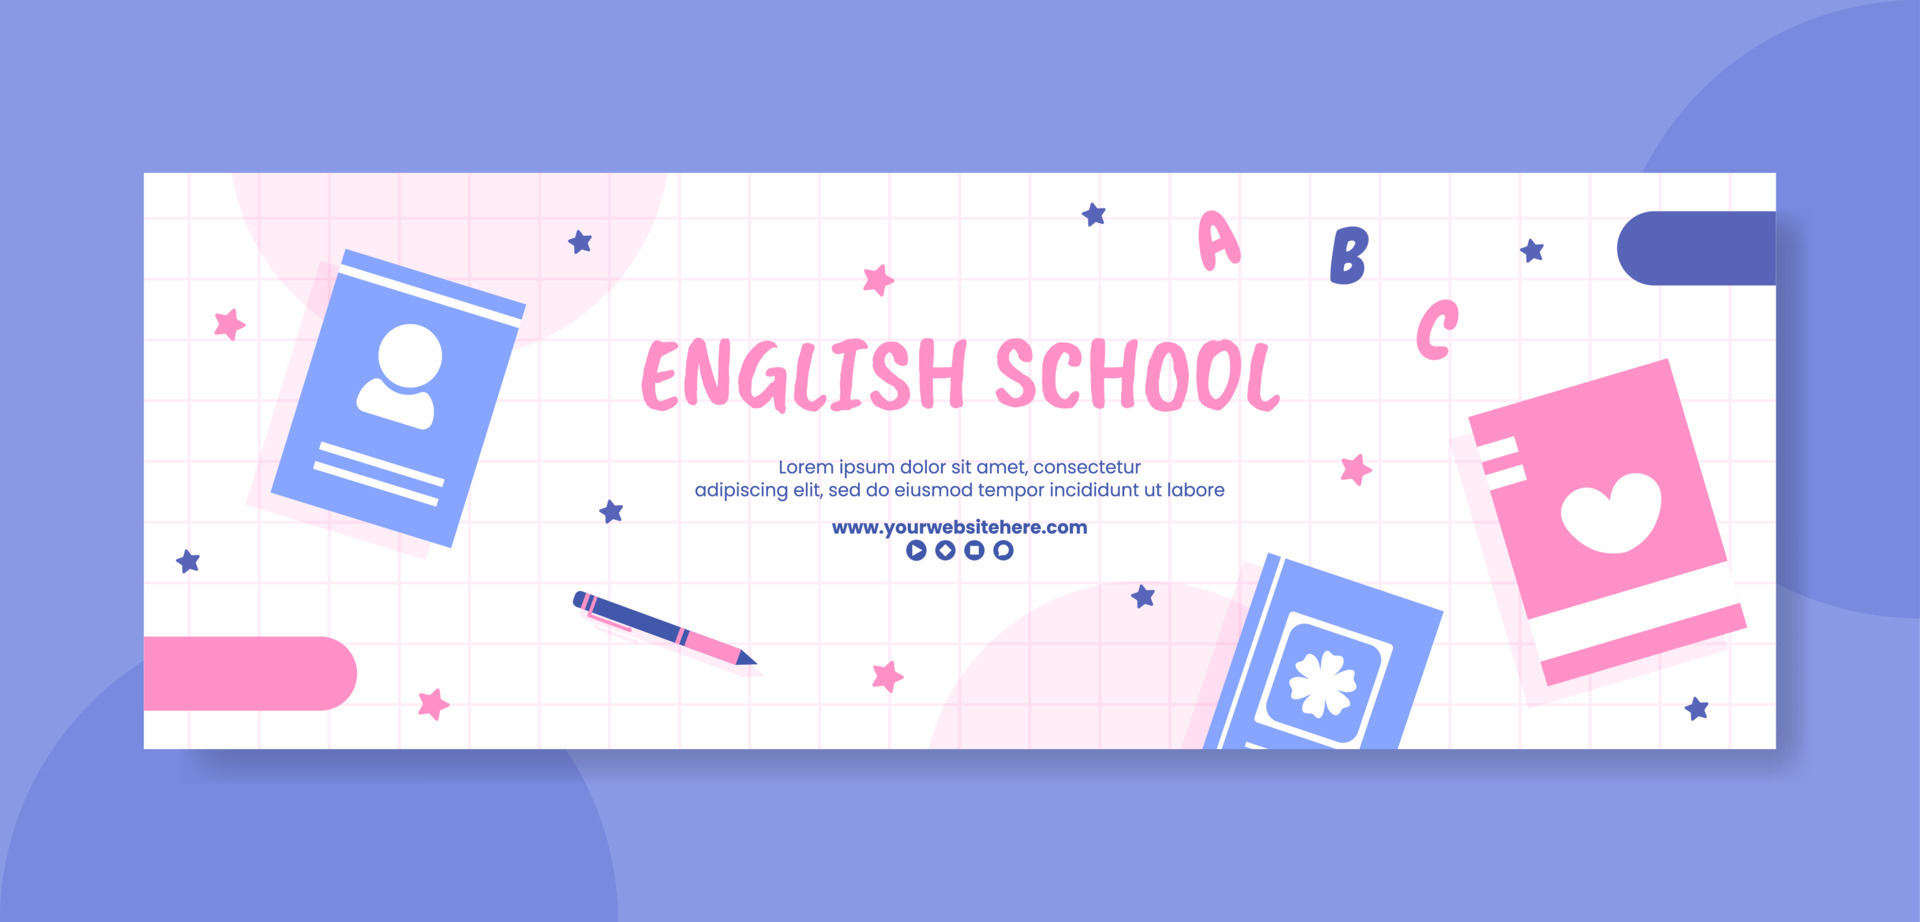 A
B
C
ENGLISH SCHOOL
Lorem ipsum dolor sit amet, consectetur
adipiscing elit, sed do eiusmod tempor incididunt ut labore
www.yourwebsitehere.com